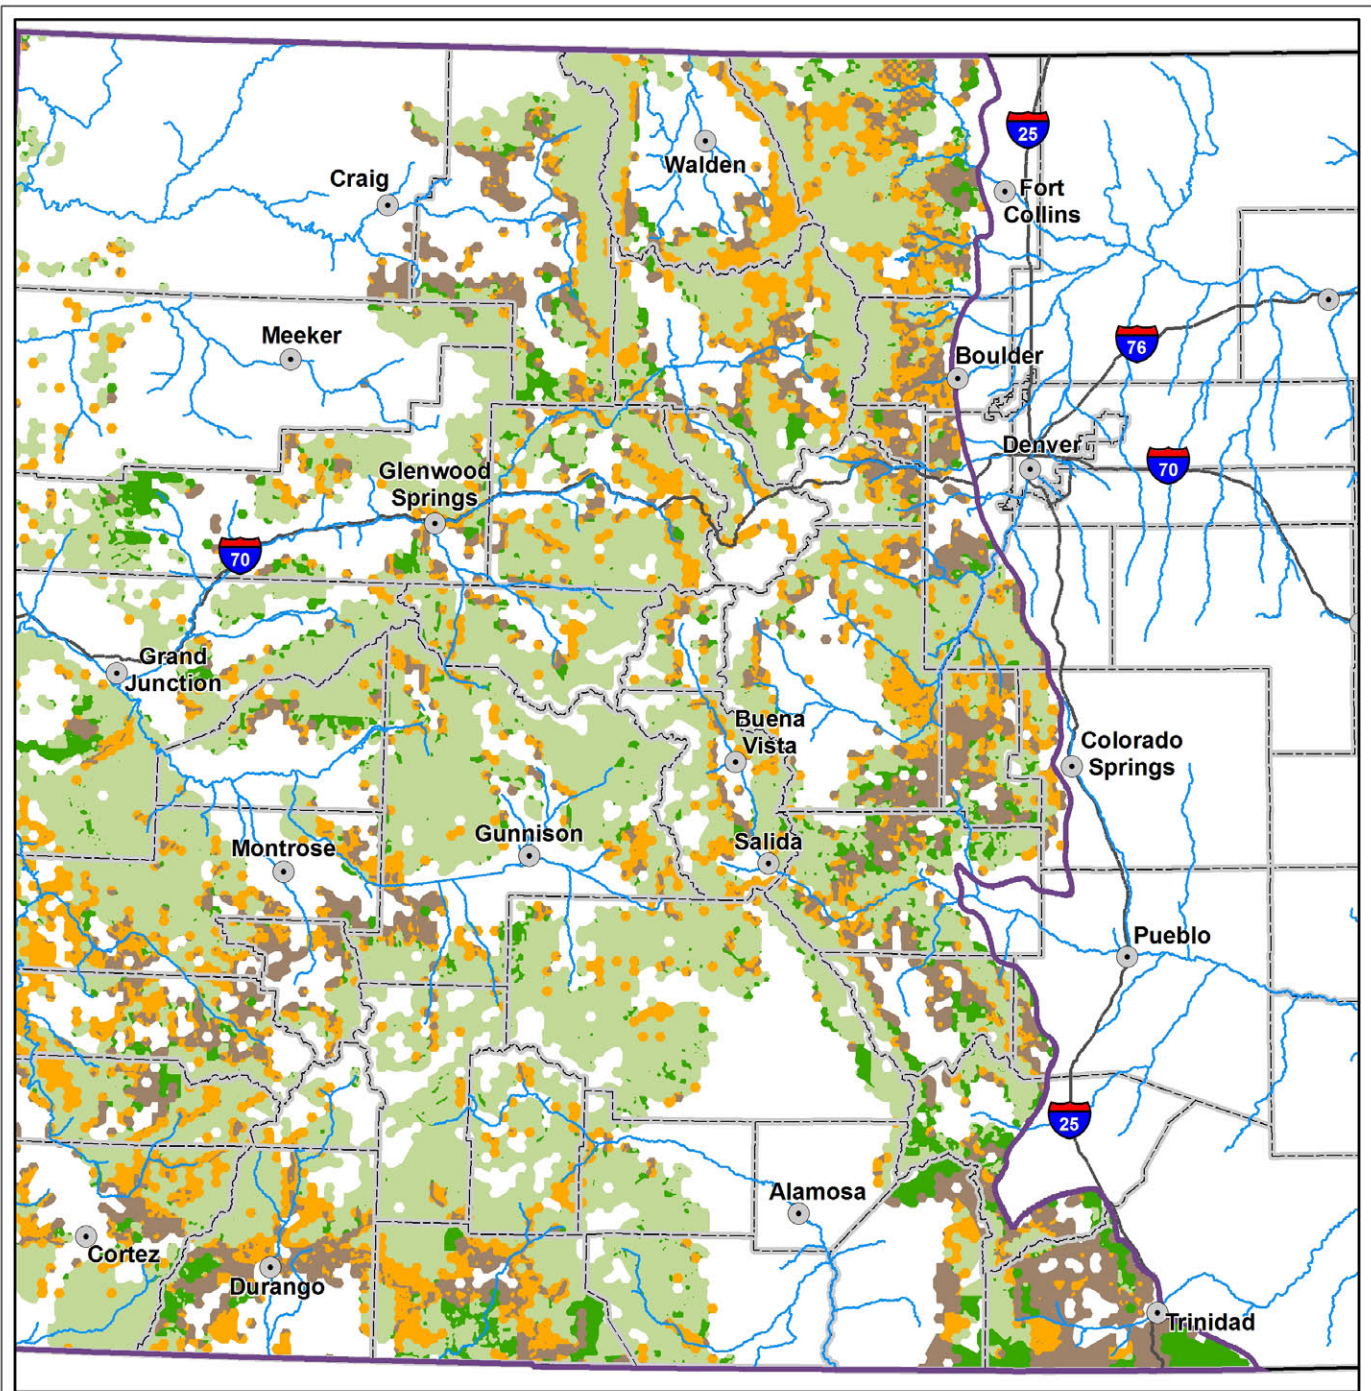 25
Walden
Craig
Fort
Collins
Meeker
76
Boulder
Denver
70
Glenwood
Springs
70
Grand
Junction
Buena
Vista
Colorado
Springs
Gunnison
Salida
Montrose
Pueblo
25
Alamosa
Cortez
Durango
Trinidad